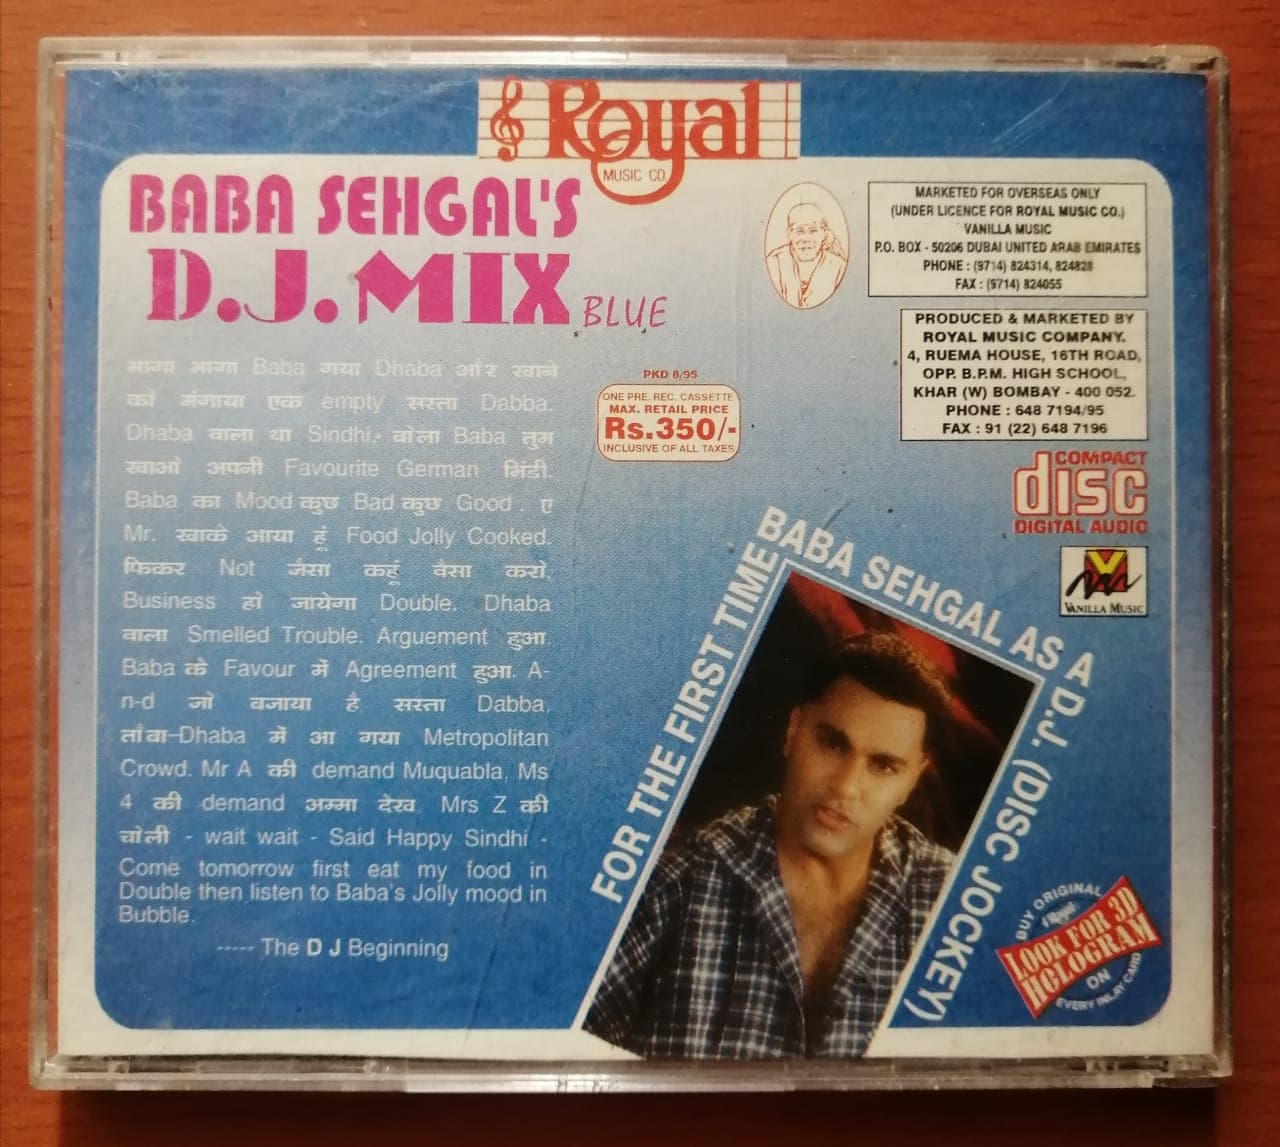 Royal
MUSIC CO.
BABA SEHGAL'S
D.J. MIX BLUE
भागा भागा Baba गया Dhaba और खाने
को मंगाया एक empty सस्ता Dabba.
Dhaba वाला था Sindhi, बोला Baba तुम
खाओ अपनी Favourite German भिंडी.
Baba का Mood कुछ Bad कुछ Good . ए
Mr. खाके आया हूं Food Jolly Cooked.
फिकर Not जैसा कहूं वैसा करो,
Business हो जायेगा Double. Dhaba
वाला Smelled Trouble. Arguement हुआ.
Baba के Favour में Agreement हुआ. A-
n-d जो बजाया है सस्ता Dabba,
Dhaba में आ गया Metropolitan
Crowd. Mr A की demand Muquabla, Ms
4 की demand अम्मा देख, Mrs Z की
चोली - wait wait - Said Happy Sindhi -
Come tomorrow first eat my food in
Double then listen to Baba's Jolly mood in
Bubble.
----- The D J Beginning
PKD 8/95
ONE PRE. REC. CASSETTE
MAX. RETAIL PRICE
Rs.350/-
INCLUSIVE OF ALL TAXES
MARKETED FOR OVERSEAS ONLY
(UNDER LICENCE FOR ROYAL MUSIC CO.)
VANILLA MUSIC
P.O. BOX - 50206 DUBAI UNITED ARAB EMIRATES
PHONE : (9714) 824314, 824828
FAX : (9714) 824055
PRODUCED & MARKETED BY
ROYAL MUSIC COMPANY.
4, RUEMA HOUSE, 16TH ROAD,
OPP. B.P.M. HIGH SCHOOL,
KHAR (W) BOMBAY - 400 052.
PHONE : 648 7194/95
FAX : 91 (22) 648 7196
COMPACT
disc
DIGITAL AUDIO
VANILLA MUSIC
FOR THE FIRST TIME
BABA SEHGAL AS A
D.J. (DISC JOCKEY)
BUY ORIGINAL
Royal
LOOK FOR 3D
HOLOGRAM
ON
EVERY INLAY CARD